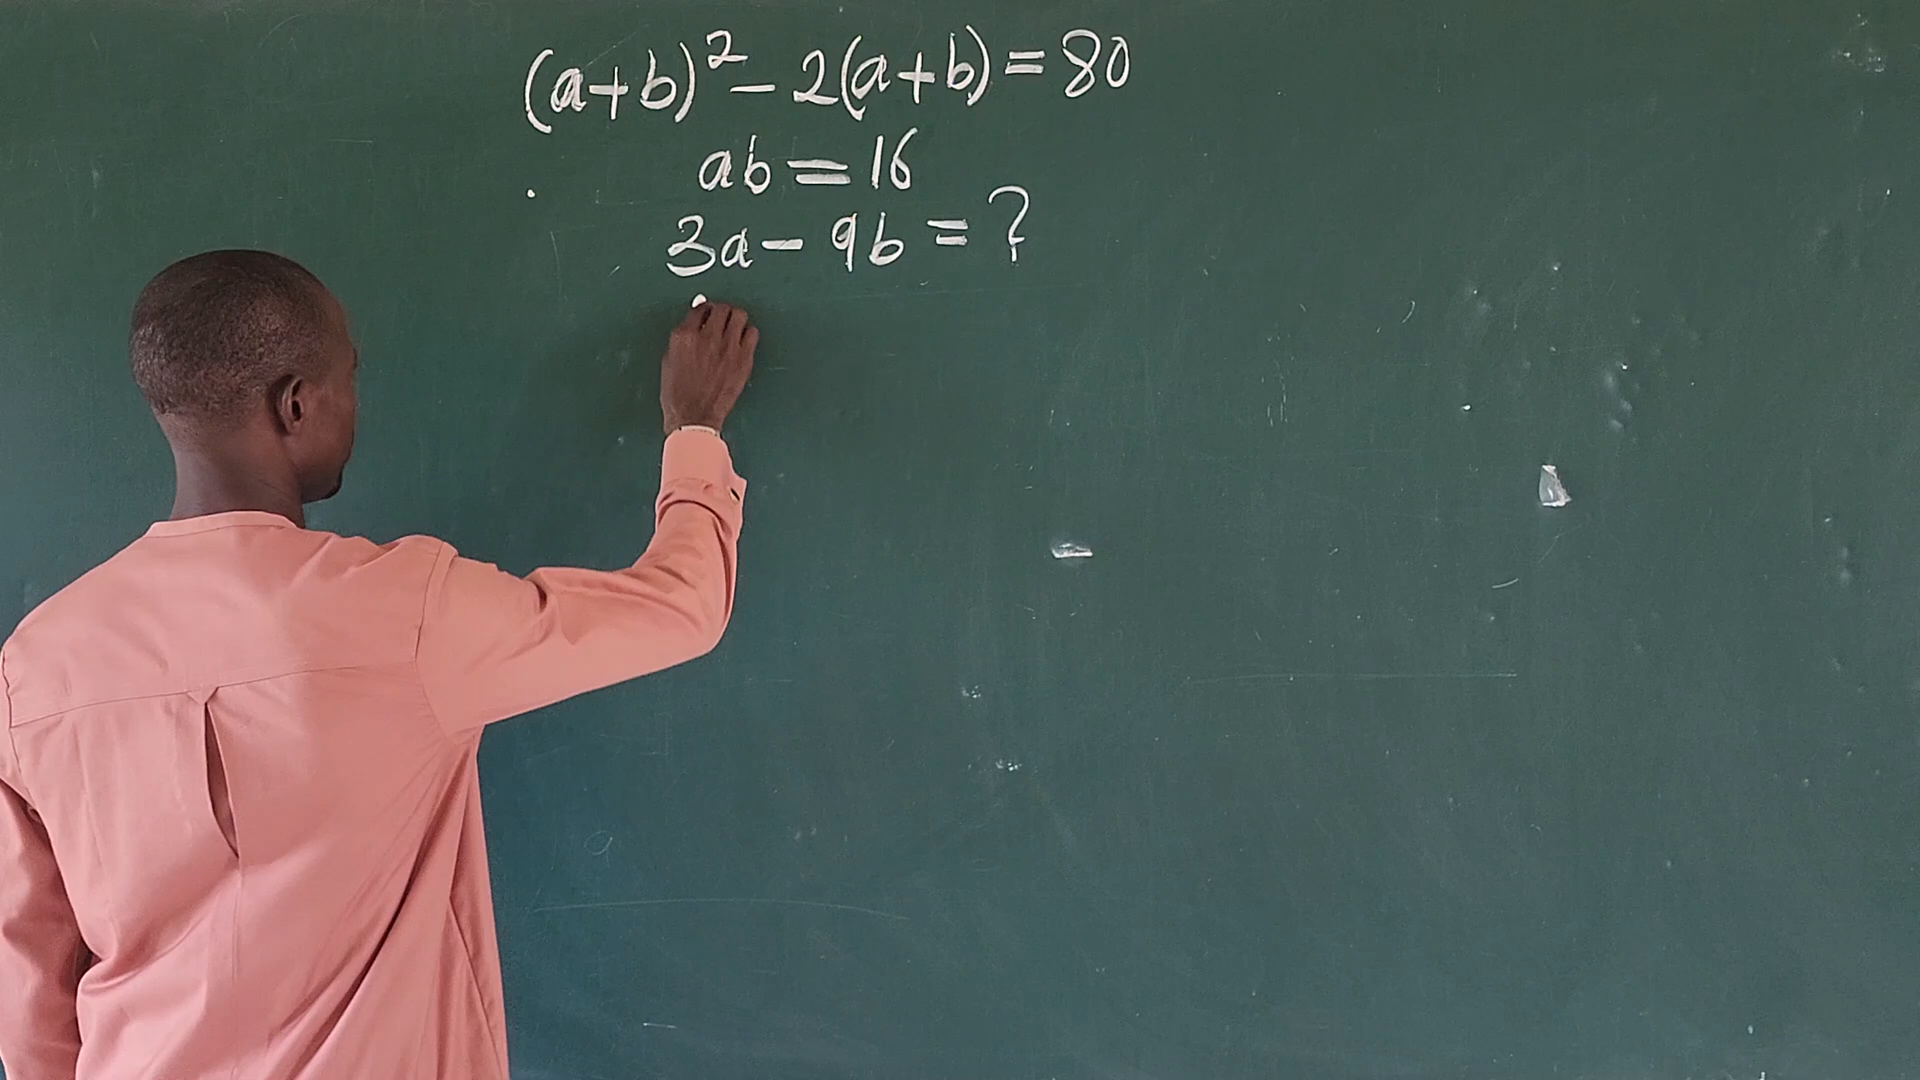 (a+b)² - 2(a+b) = 80
ab = 16
3a - 9b = ?